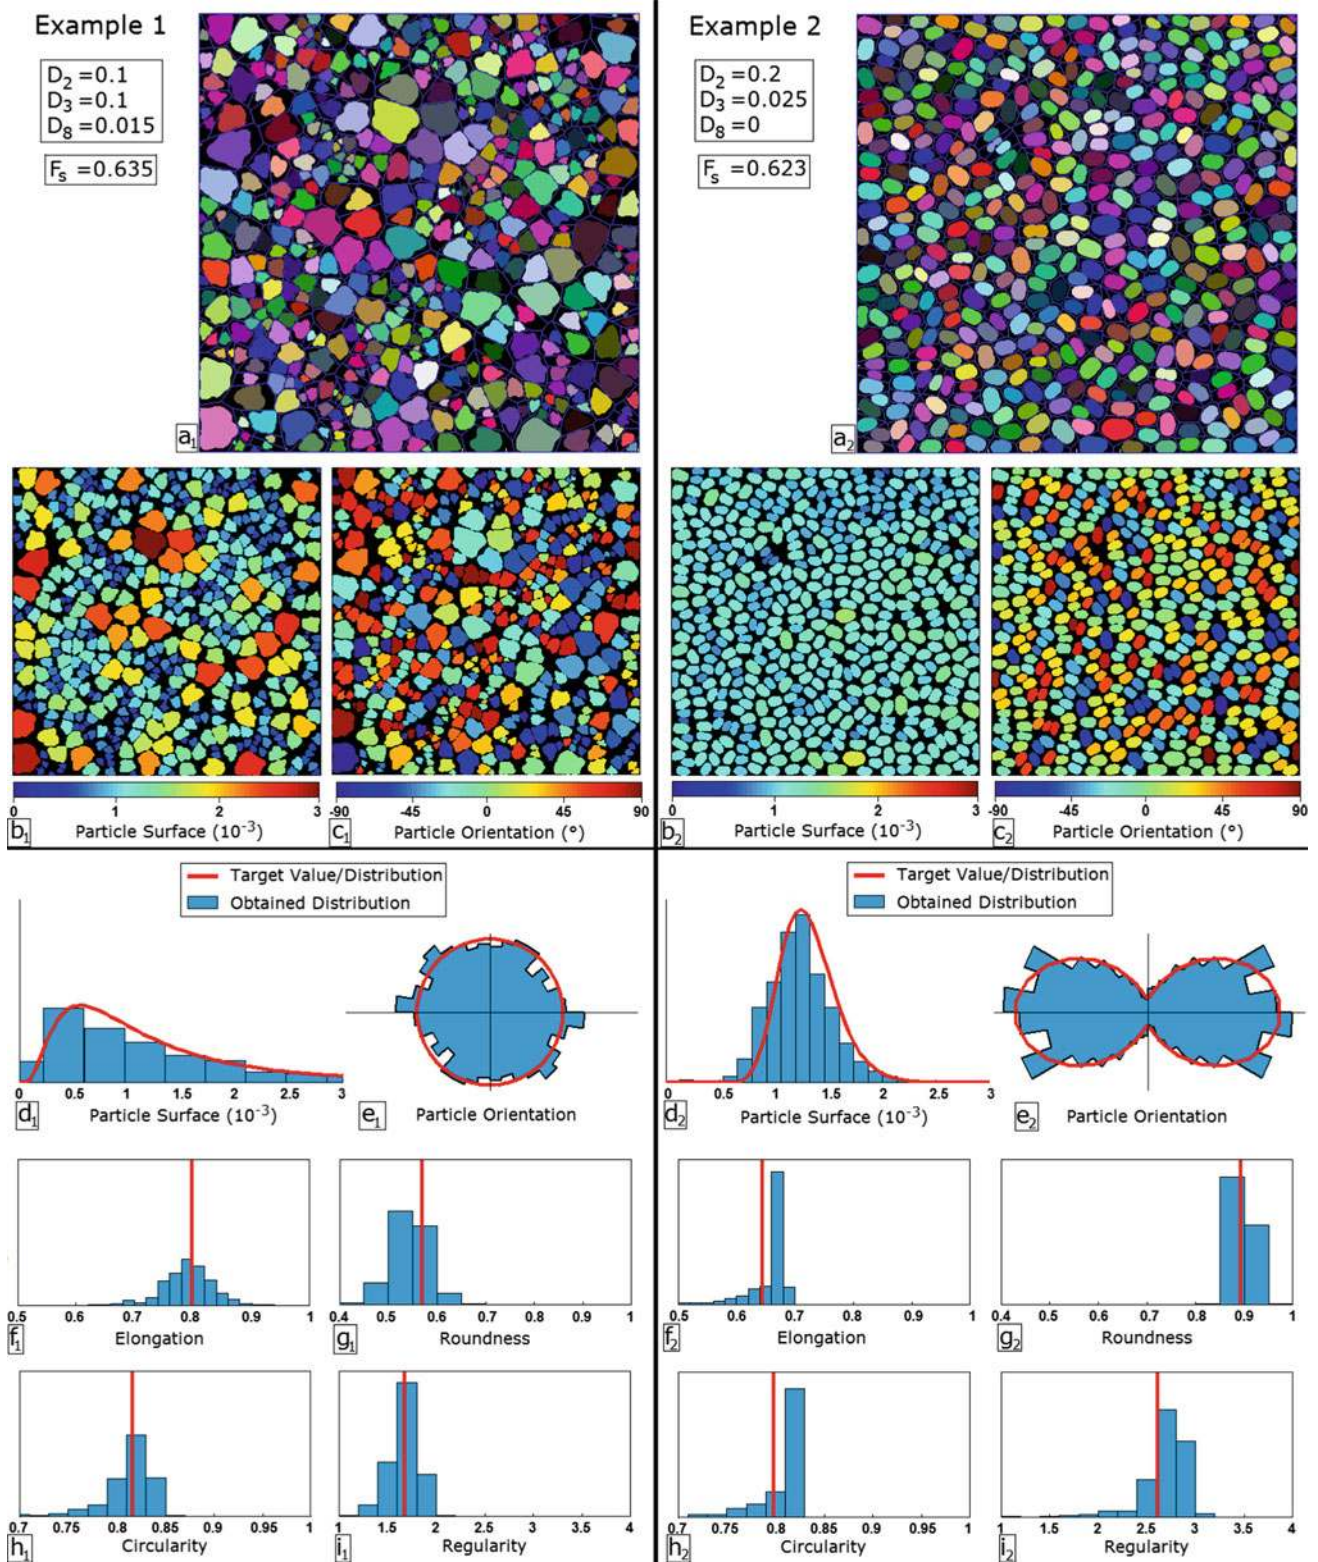 Example 1
D2 =0.1
D3 =0.1
D8 =0.015
Fs =0.635
a1
Example 2
D2 =0.2
D3 =0.025
D8 =0
Fs =0.623
a2
0 1 2 3
b1 Particle Surface (10-3)
-90 -45 0 45 90
c1 Particle Orientation (°)
0 1 2 3
b2 Particle Surface (10-3)
-90 -45 0 45 90
c2 Particle Orientation (°)
Target Value/Distribution
Obtained Distribution
0 0.5 1 1.5 2 2.5 3
d1 Particle Surface (10-3)
e1 Particle Orientation
Target Value/Distribution
Obtained Distribution
0 0.5 1 1.5 2 2.5 3
d2 Particle Surface (10-3)
e2 Particle Orientation
0.5 0.6 0.7 0.8 0.9 1
f1 Elongation
0.4 0.5 0.6 0.7 0.8 0.9 1
g1 Roundness
0.5 0.6 0.7 0.8 0.9 1
f2 Elongation
0.4 0.5 0.6 0.7 0.8 0.9 1
g2 Roundness
0.7 0.75 0.8 0.85 0.9 0.95 1
h1 Circularity
1 1.5 2 2.5 3 3.5 4
i1 Regularity
0.7 0.75 0.8 0.85 0.9 0.95 1
h2 Circularity
1 1.5 2 2.5 3 3.5 4
i2 Regularity